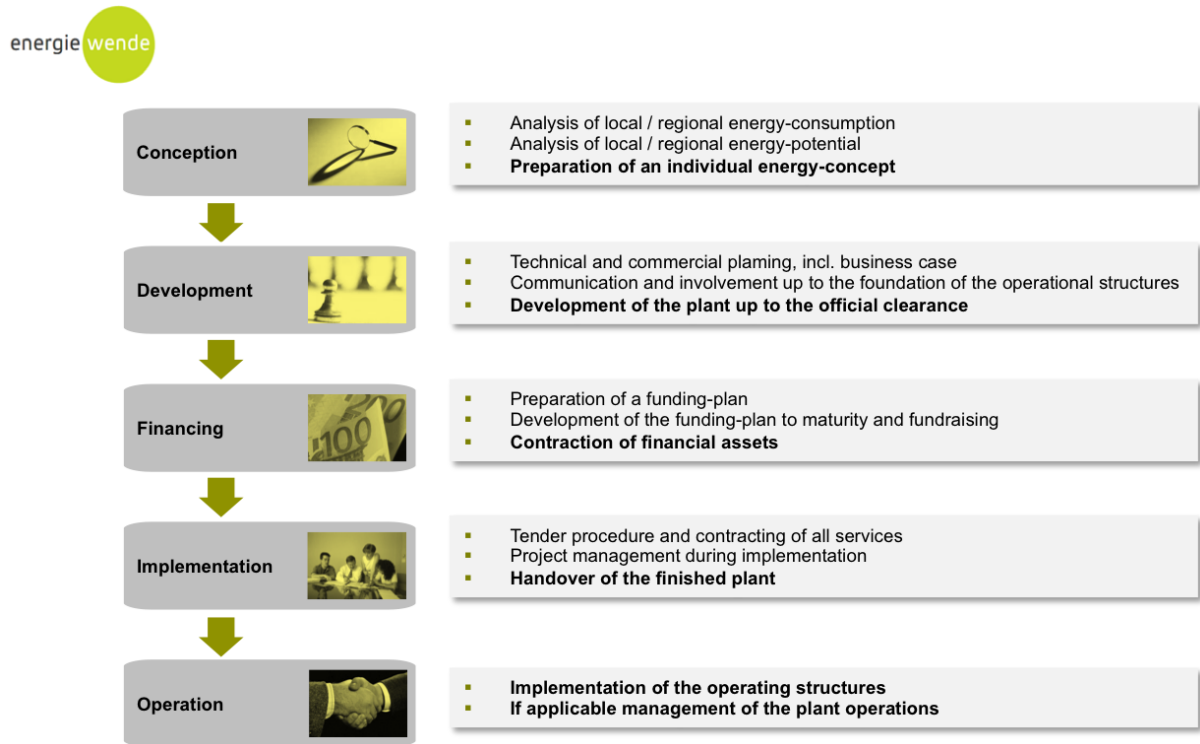 energie wende
Conception
Analysis of local / regional energy-consumption
Analysis of local / regional energy-potential
Preparation of an individual energy-concept
Development
Technical and commercial plaming, incl. business case
Communication and involvement up to the foundation of the operational structures
Development of the plant up to the official clearance
Financing
100
Preparation of a funding-plan
Development of the funding-plan to maturity and fundraising
Contraction of financial assets
Implementation
Tender procedure and contracting of all services
Project management during implementation
Handover of the finished plant
Operation
Implementation of the operating structures
If applicable management of the plant operations